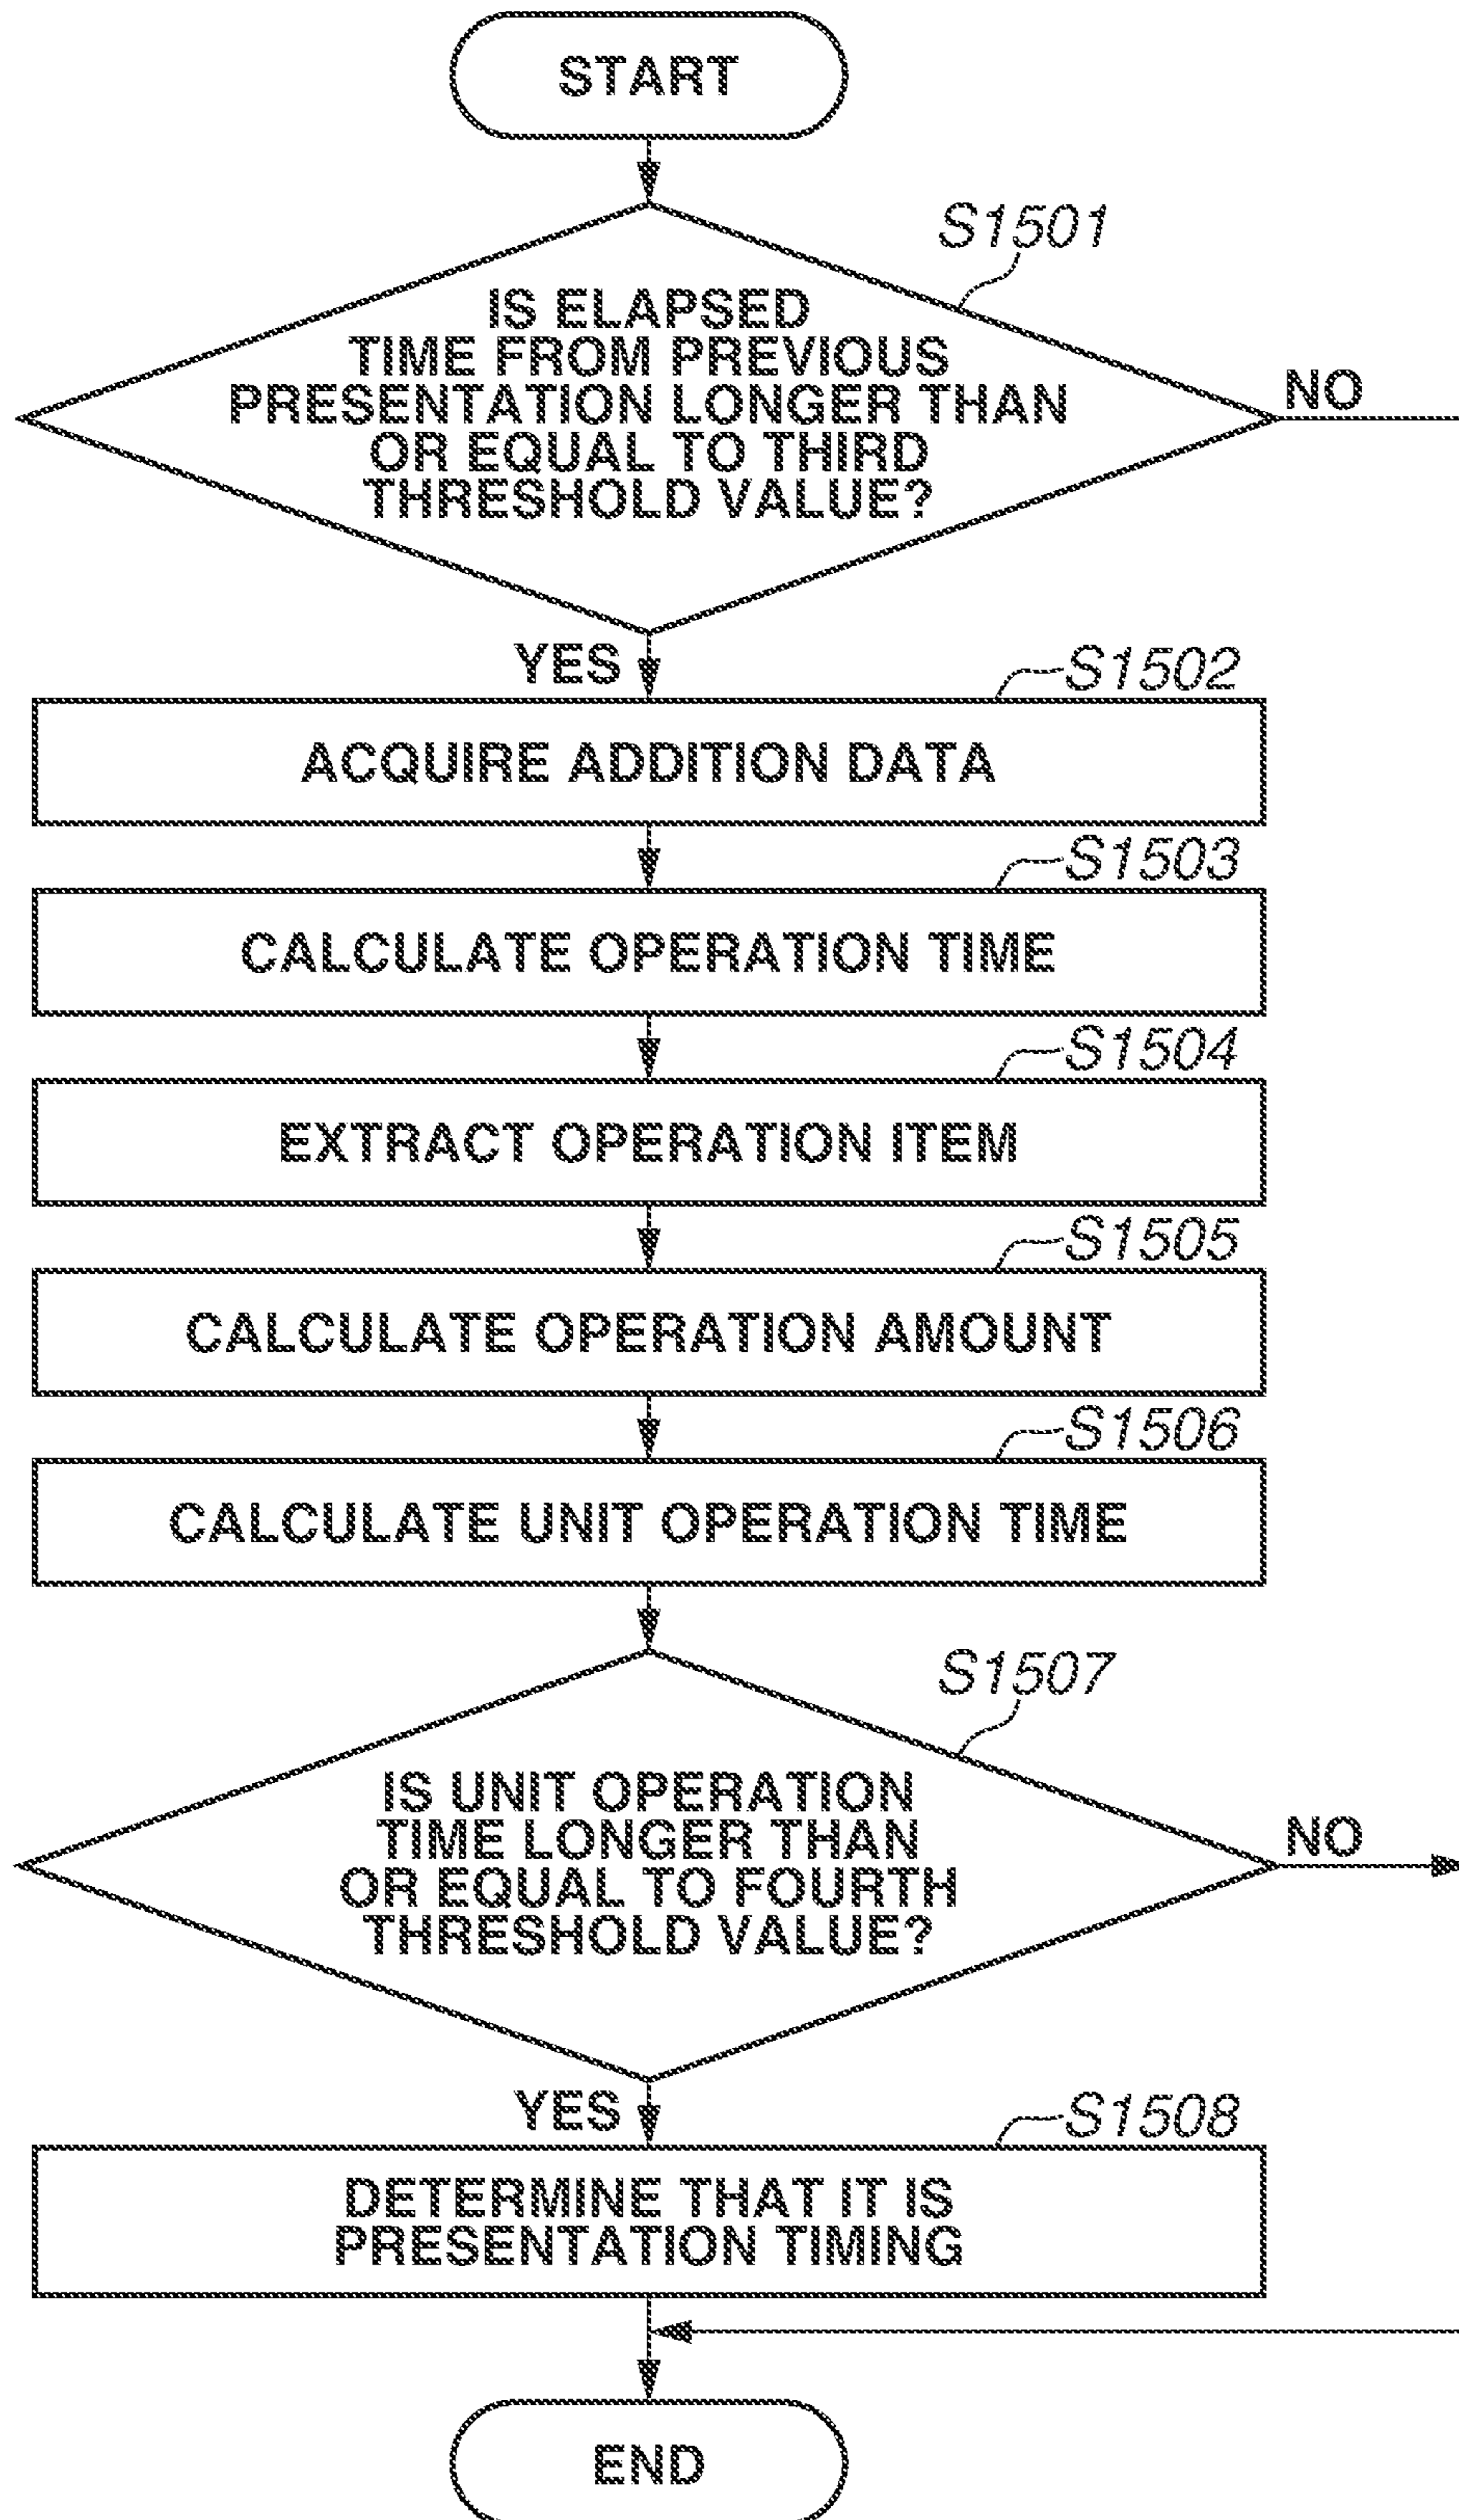 START
S1501
IS ELAPSED
TIME FROM PREVIOUS
PRESENTATION LONGER THAN
OR EQUAL TO THIRD
THRESHOLD VALUE?
NO
YES
S1502
ACQUIRE ADDITION DATA
S1503
CALCULATE OPERATION TIME
S1504
EXTRACT OPERATION ITEM
S1505
CALCULATE OPERATION AMOUNT
S1506
CALCULATE UNIT OPERATION TIME
S1507
IS UNIT OPERATION
TIME LONGER THAN
OR EQUAL TO FOURTH
THRESHOLD VALUE?
NO
YES
S1508
DETERMINE THAT IT IS
PRESENTATION TIMING
END